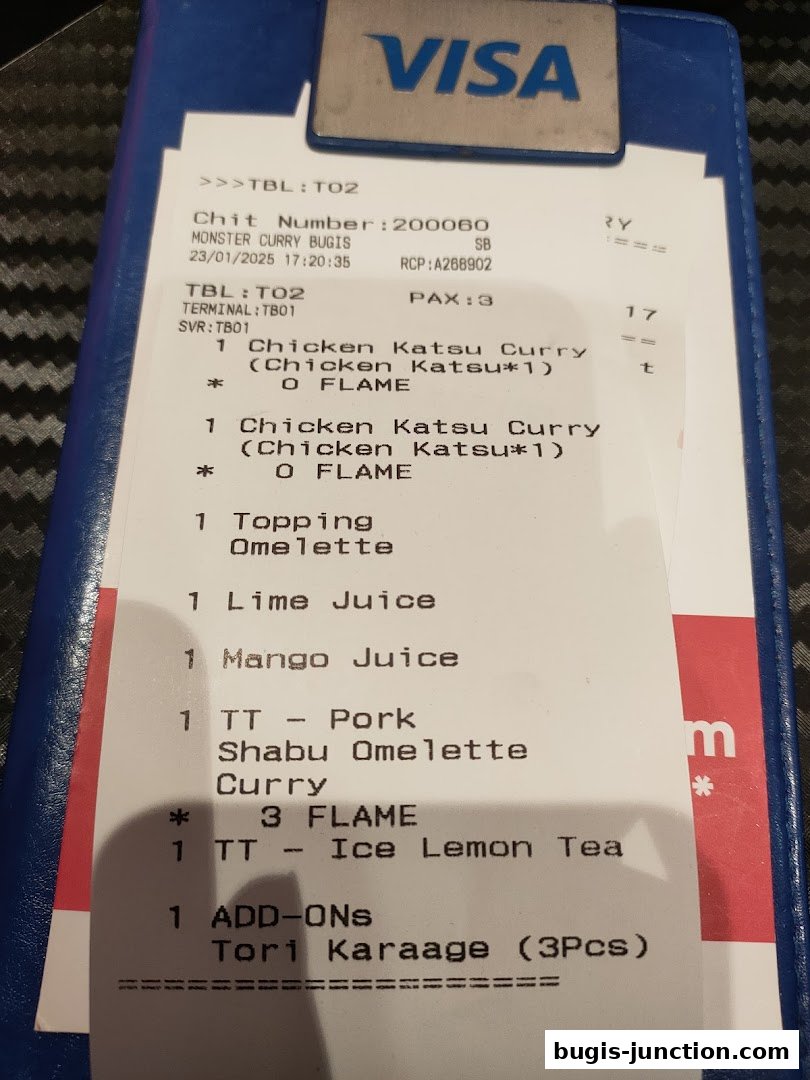 VISA
>>>TBL:T02
Chit Number:200060
MONSTER CURRY BUGIS SB
23/01/2025 17:20:35 RCP:A268902
TBL:T02 PAX:3
TERMINAL:TB01
SVR:TB01
1 Chicken Katsu Curry
(Chicken Katsu*1)
* 0 FLAME
1 Chicken Katsu Curry
(Chicken Katsu*1)
* 0 FLAME
1 Topping
Omelette
1 Lime Juice
1 Mango Juice
1 TT - Pork
Shabu Omelette
Curry
* 3 FLAME
1 TT - Ice Lemon Tea
1 ADD-ONs
Tori Karaage (3Pcs)
====================
RY
====
17
==
t
m
*
bugis-junction.com